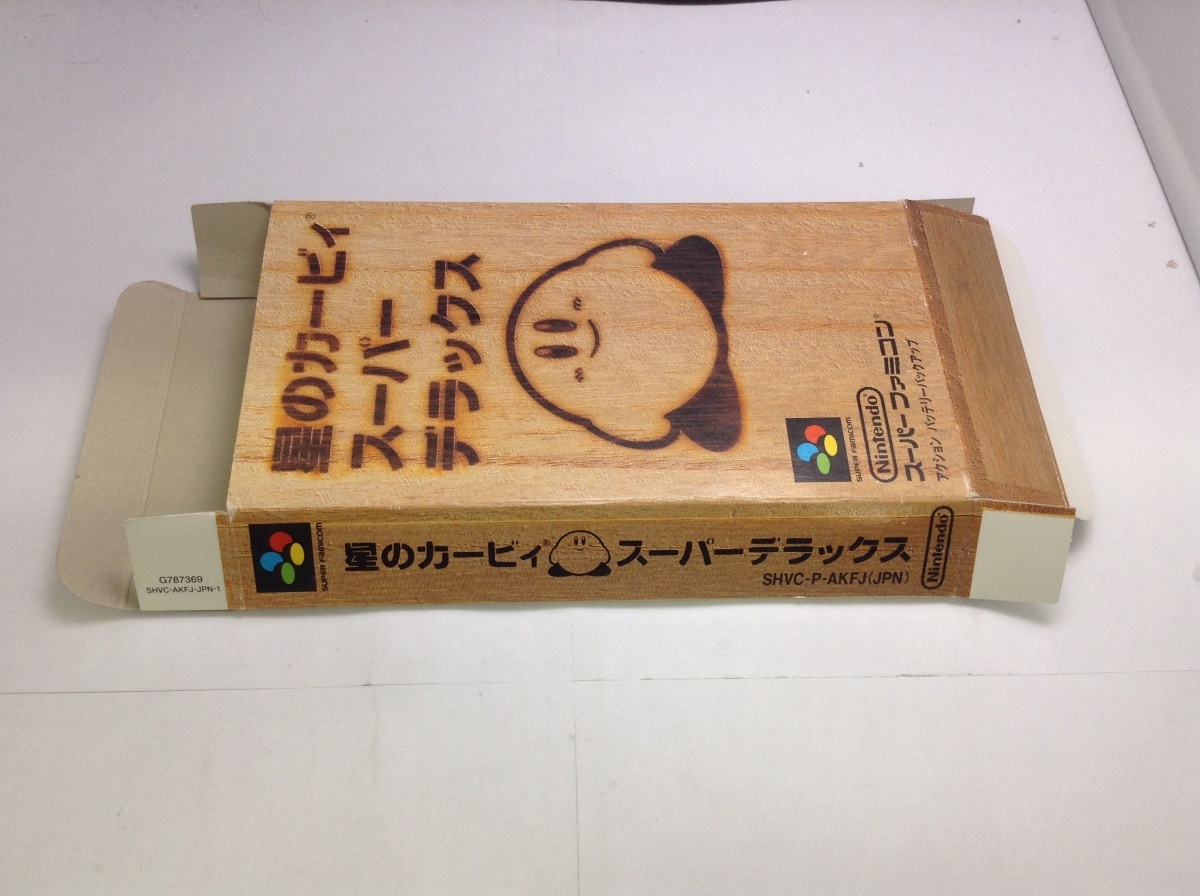 星のカービィ®
スーパー
デラックス
SUPER FAMICOM
Nintendo®
スーパーファミコン®
アクション バッテリーバックアップ
G787369
SHVC-AKFJ-JPN-1
SUPER FAMICOM
星のカービィ® スーパーデラックス
SHVC-P-AKFJ(JPN)
Nintendo®